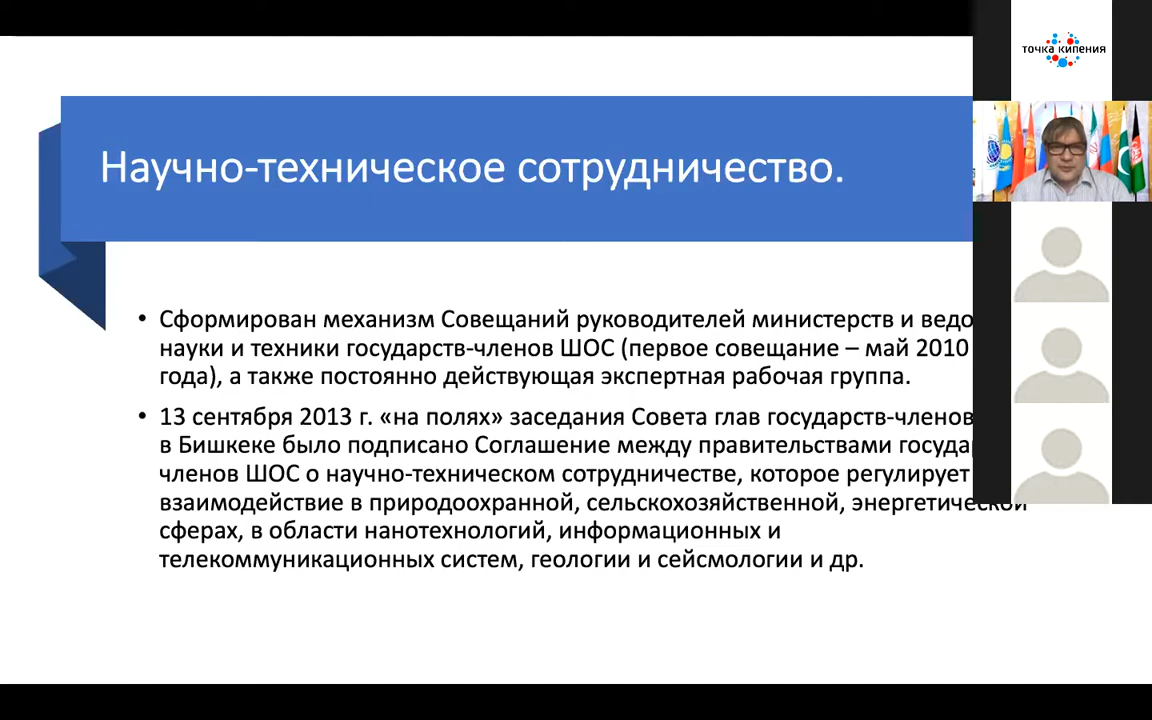 точка кипения
Научно-техническое сотрудничество.
• Сформирован механизм Совещаний руководителей министерств и ведо
науки и техники государств-членов ШОС (первое совещание – май 2010
года), а также постоянно действующая экспертная рабочая группа.
• 13 сентября 2013 г. «на полях» заседания Совета глав государств-членов
в Бишкеке было подписано Соглашение между правительствами государ
членов ШОС о научно-техническом сотрудничестве, которое регулирует
взаимодействие в природоохранной, сельскохозяйственной, энергетической
сферах, в области нанотехнологий, информационных и
телекоммуникационных систем, геологии и сейсмологии и др.